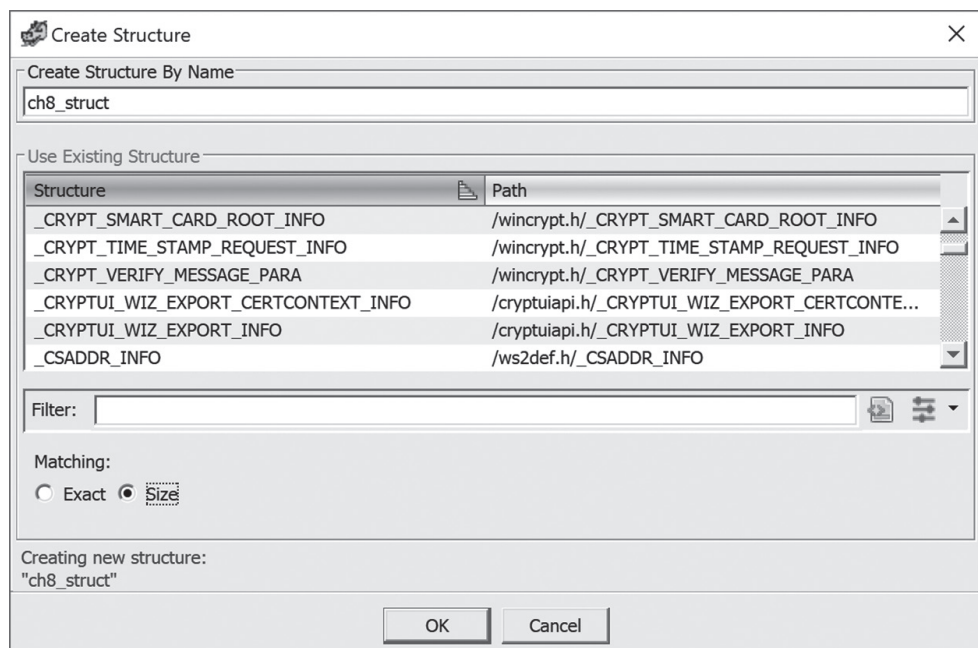 Create Structure
Create Structure By Name
ch8_struct
Use Existing Structure
Structure Path
_CRYPT_SMART_CARD_ROOT_INFO /wincrypt.h/_CRYPT_SMART_CARD_ROOT_INFO
_CRYPT_TIME_STAMP_REQUEST_INFO /wincrypt.h/_CRYPT_TIME_STAMP_REQUEST_INFO
_CRYPT_VERIFY_MESSAGE_PARA /wincrypt.h/_CRYPT_VERIFY_MESSAGE_PARA
_CRYPTUI_WIZ_EXPORT_CERTCONTEXT_INFO /cryptuiapi.h/_CRYPTUI_WIZ_EXPORT_CERTCONTE...
_CRYPTUI_WIZ_EXPORT_INFO /cryptuiapi.h/_CRYPTUI_WIZ_EXPORT_INFO
_CSADDR_INFO /ws2def.h/_CSADDR_INFO
Filter:
Matching:
Exact Size
Creating new structure:
"ch8_struct"
OK Cancel